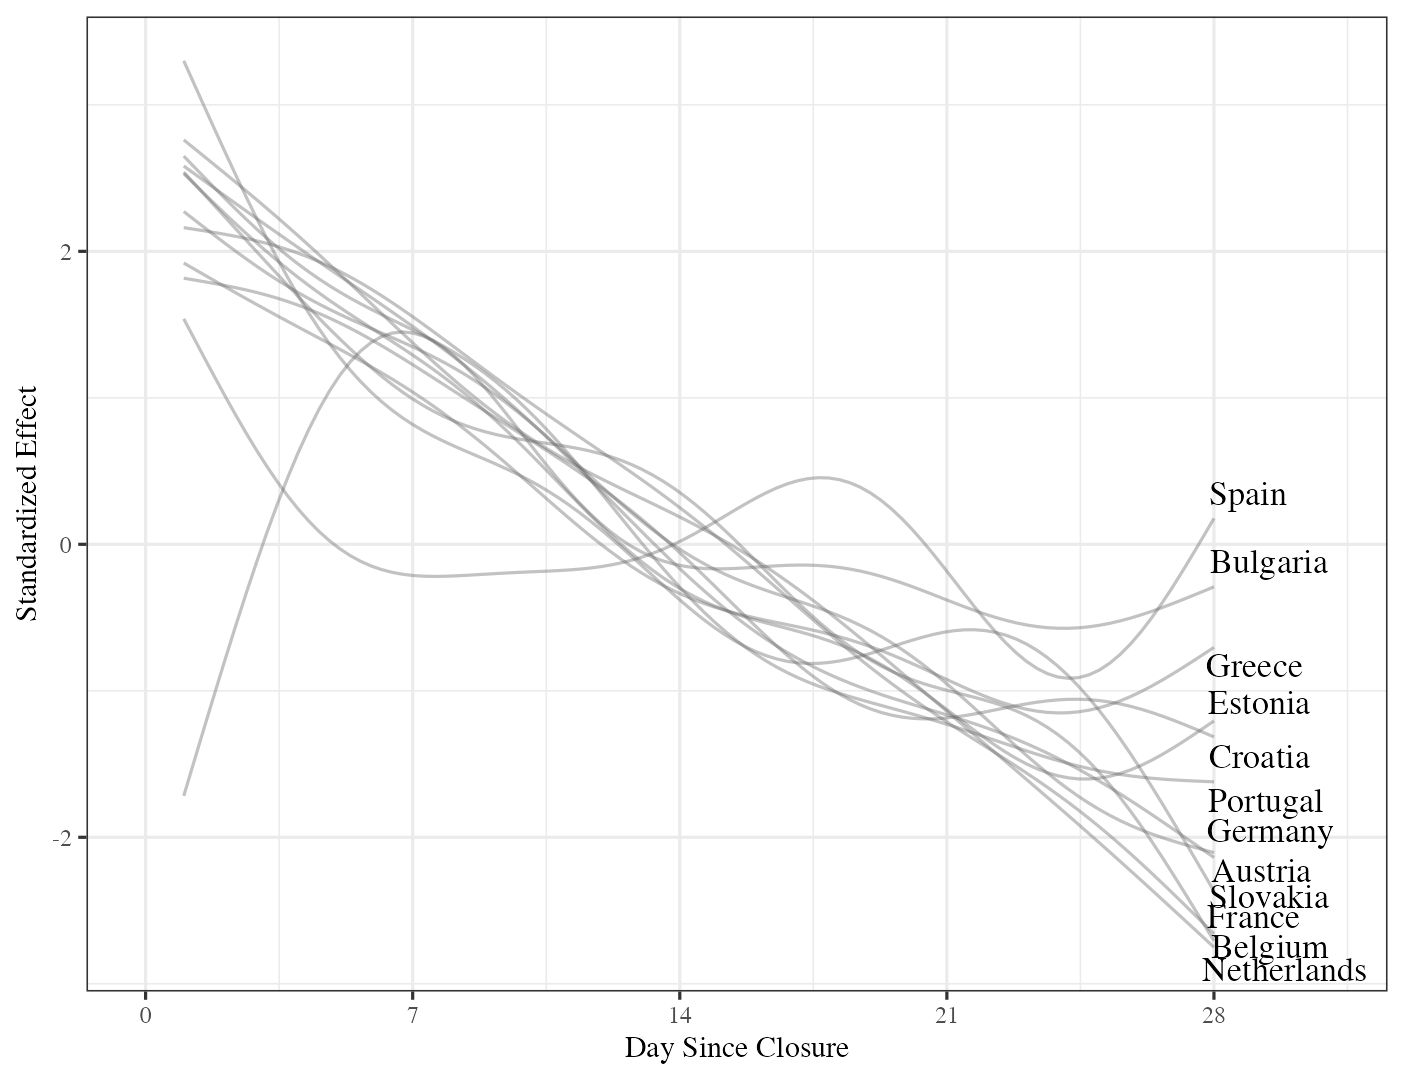 2
0
-2
Standardized Effect
Spain
Bulgaria
Greece
Estonia
Croatia
Portugal
Germany
Austria
Slovakia
France
Belgium
Netherlands
0 7 14 21 28
Day Since Closure